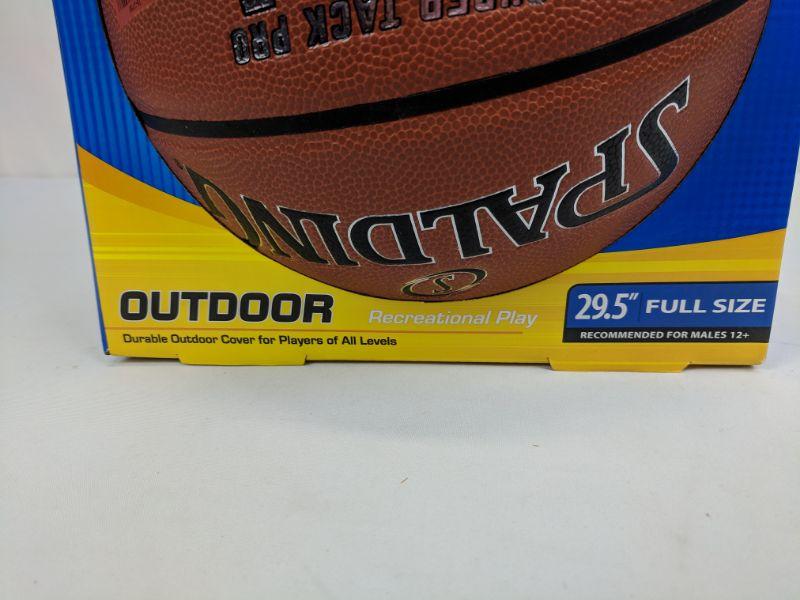 TACK PRO
SPALDING
S
OUTDOOR
Recreational Play
Durable Outdoor Cover for Players of All Levels
29.5" FULL SIZE
RECOMMENDED FOR MALES 12+